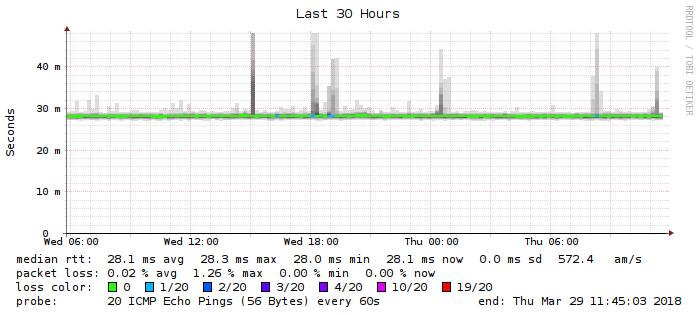 Last 30 Hours
RRDTOOL / TOBI OETIKER
Seconds
40 m
30 m
20 m
10 m
0
Wed 06:00 Wed 12:00 Wed 18:00 Thu 00:00 Thu 06:00
median rtt: 28.1 ms avg 28.3 ms max 28.0 ms min 28.1 ms now 0.0 ms sd 572.4 am/s
packet loss: 0.02 % avg 1.26 % max 0.00 % min 0.00 % now
loss color: 0 1/20 2/20 3/20 4/20 10/20 19/20
probe: 20 ICMP Echo Pings (56 Bytes) every 60s end: Thu Mar 29 11:45:03 2018